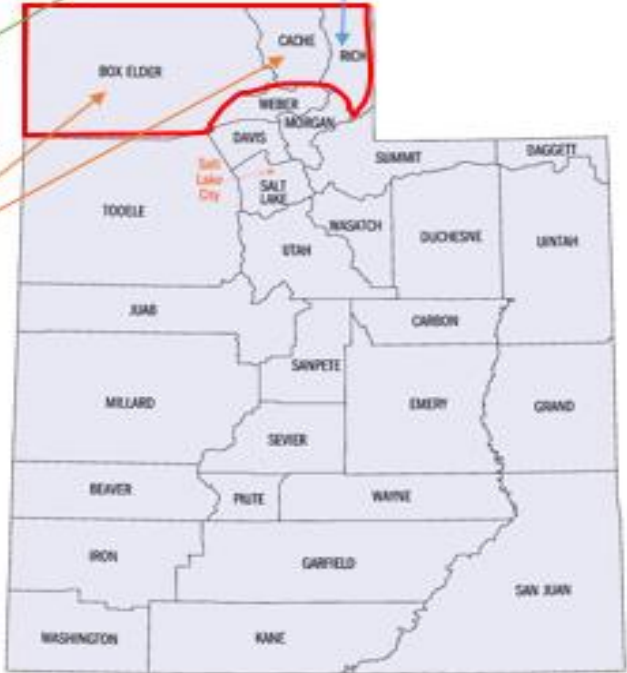 CACHE
RICH
BOX ELDER
WEBER
MORGAN
DAVIS
SUMMIT
DAGGETT
Salt
Lake
City
SALT
LAKE
TOOELE
WASATCH
DUCHESNE
UINTAH
UTAH
JUAB
CARBON
SANPETE
MILLARD
EMERY
GRAND
SEVIER
BEAVER
PIUTE
WAYNE
IRON
GARFIELD
SAN JUAN
WASHINGTON
KANE